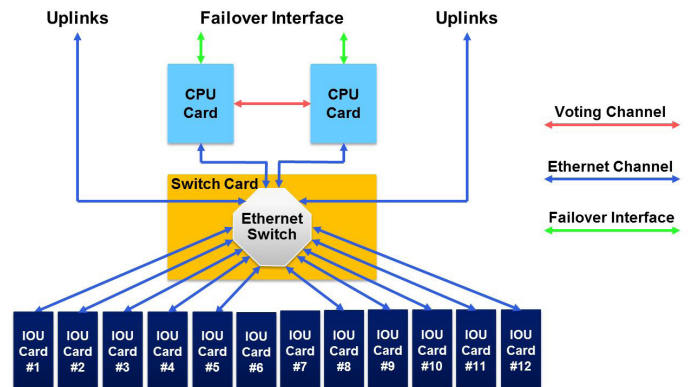 Uplinks
Failover Interface
Uplinks
CPU
Card
CPU
Card
Voting Channel
Ethernet Channel
Failover Interface
Switch Card
Ethernet
Switch
IOU
Card
#1
IOU
Card
#2
IOU
Card
#3
IOU
Card
#4
IOU
Card
#5
IOU
Card
#6
IOU
Card
#7
IOU
Card
#8
IOU
Card
#9
IOU
Card
#10
IOU
Card
#11
IOU
Card
#12